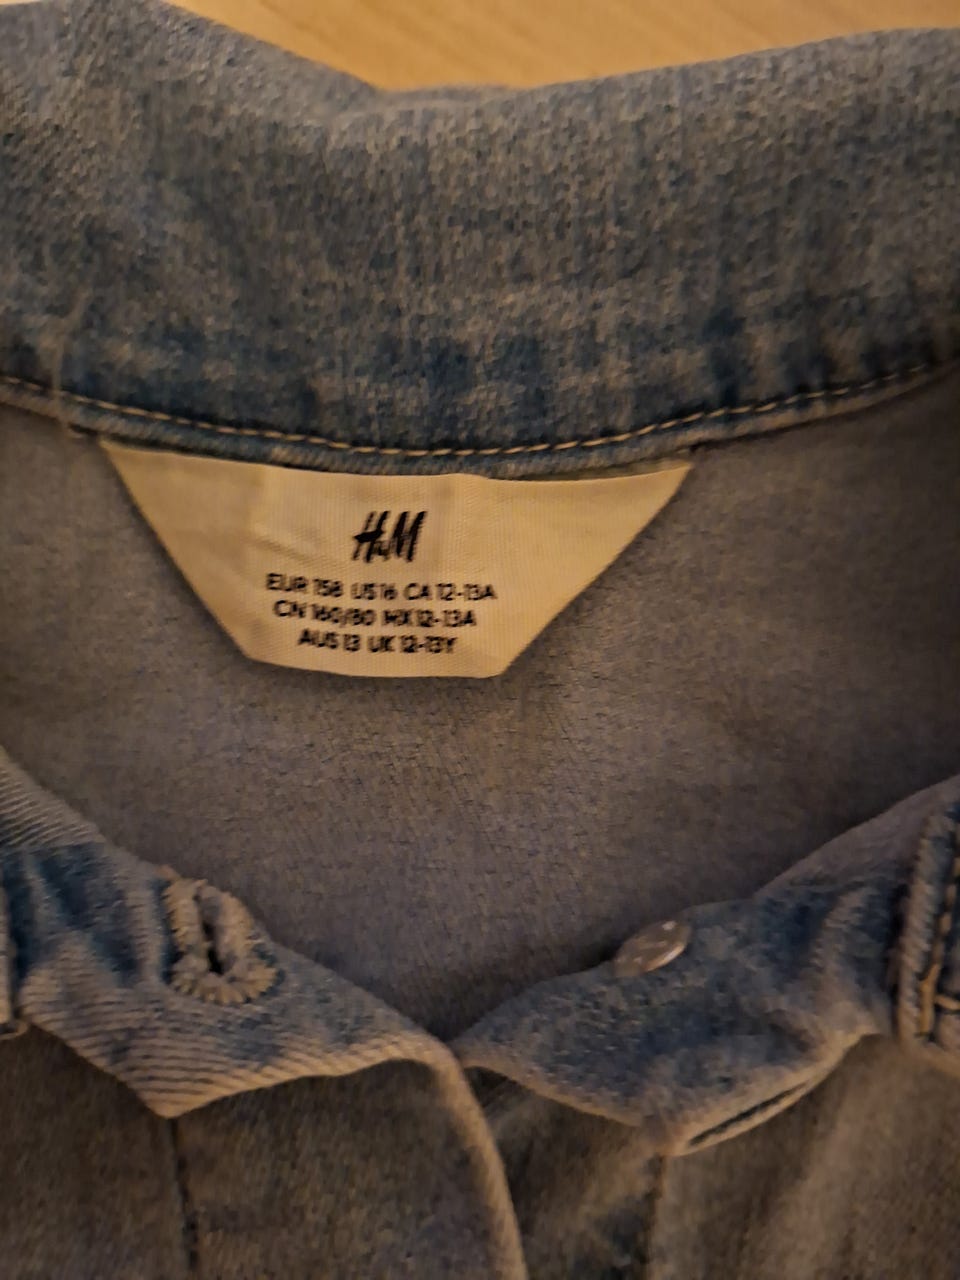 H&M
EUR 158 US 16 CA 12-13A
CN 160/80 MX 12-13A
AUS 13 UK 12-13Y